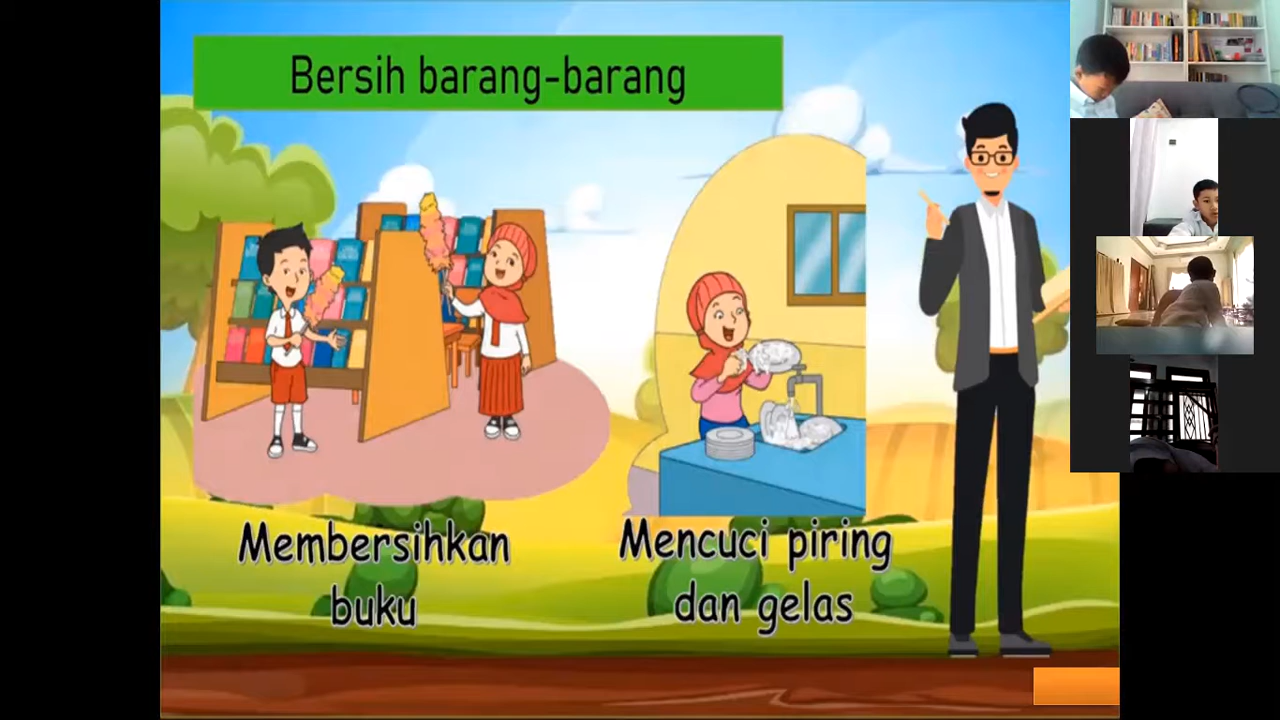 Bersih barang-barang
Membersihkan
buku
Mencuci piring
dan gelas